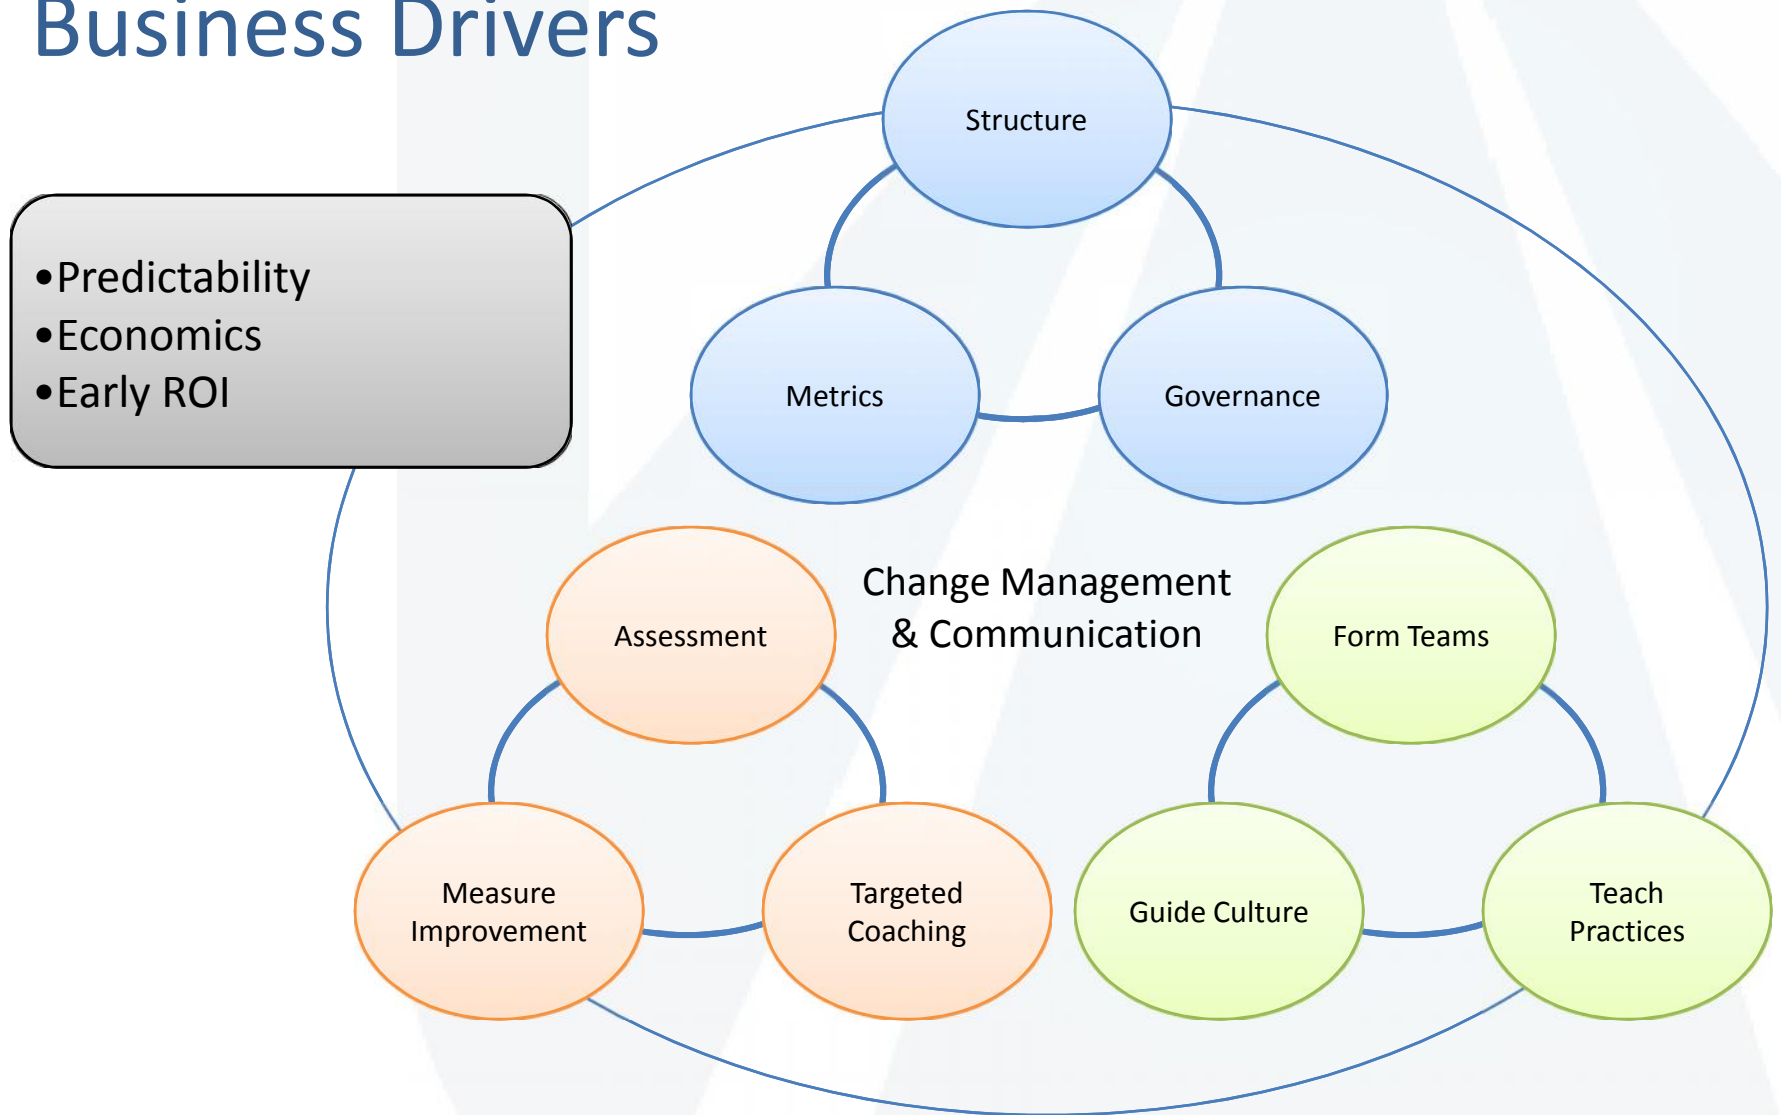 Business Drivers
Structure
•Predictability
•Economics
•Early ROI
Metrics
Governance
Change Management
& Communication
Assessment
Form Teams
Measure
Improvement
Targeted
Coaching
Guide Culture
Teach
Practices